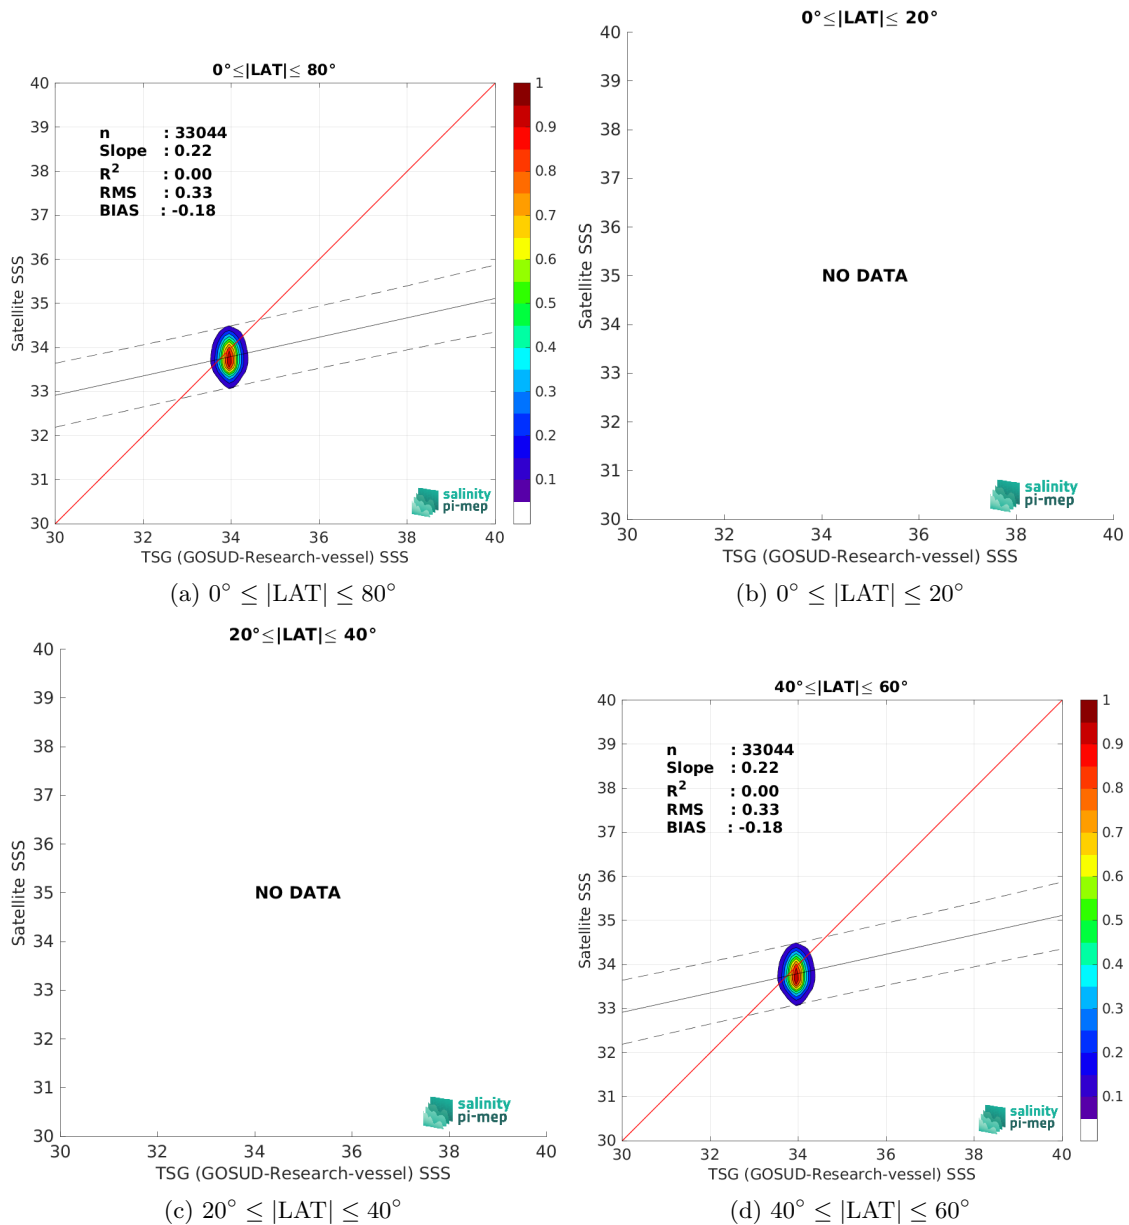 0°≤|LAT|≤ 80°
40
39
38
37
36
35
34
33
32
31
30
30 32 34 36 38 40
n : 33044
Slope : 0.22
R² : 0.00
RMS : 0.33
BIAS : -0.18
1
0.9
0.8
0.7
0.6
0.5
0.4
0.3
0.2
0.1
Satellite SSS
TSG (GOSUD-Research-vessel) SSS
salinity
pi-mep
(a) 0° ≤ |LAT| ≤ 80°
0°≤|LAT|≤ 20°
40
39
38
37
36
35
34
33
32
31
30
30 32 34 36 38 40
NO DATA
Satellite SSS
TSG (GOSUD-Research-vessel) SSS
salinity
pi-mep
(b) 0° ≤ |LAT| ≤ 20°
20°≤|LAT|≤ 40°
40
39
38
37
36
35
34
33
32
31
30
30 32 34 36 38 40
NO DATA
Satellite SSS
TSG (GOSUD-Research-vessel) SSS
salinity
pi-mep
(c) 20° ≤ |LAT| ≤ 40°
40°≤|LAT|≤ 60°
40
39
38
37
36
35
34
33
32
31
30
30 32 34 36 38 40
n : 33044
Slope : 0.22
R² : 0.00
RMS : 0.33
BIAS : -0.18
1
0.9
0.8
0.7
0.6
0.5
0.4
0.3
0.2
0.1
Satellite SSS
TSG (GOSUD-Research-vessel) SSS
salinity
pi-mep
(d) 40° ≤ |LAT| ≤ 60°